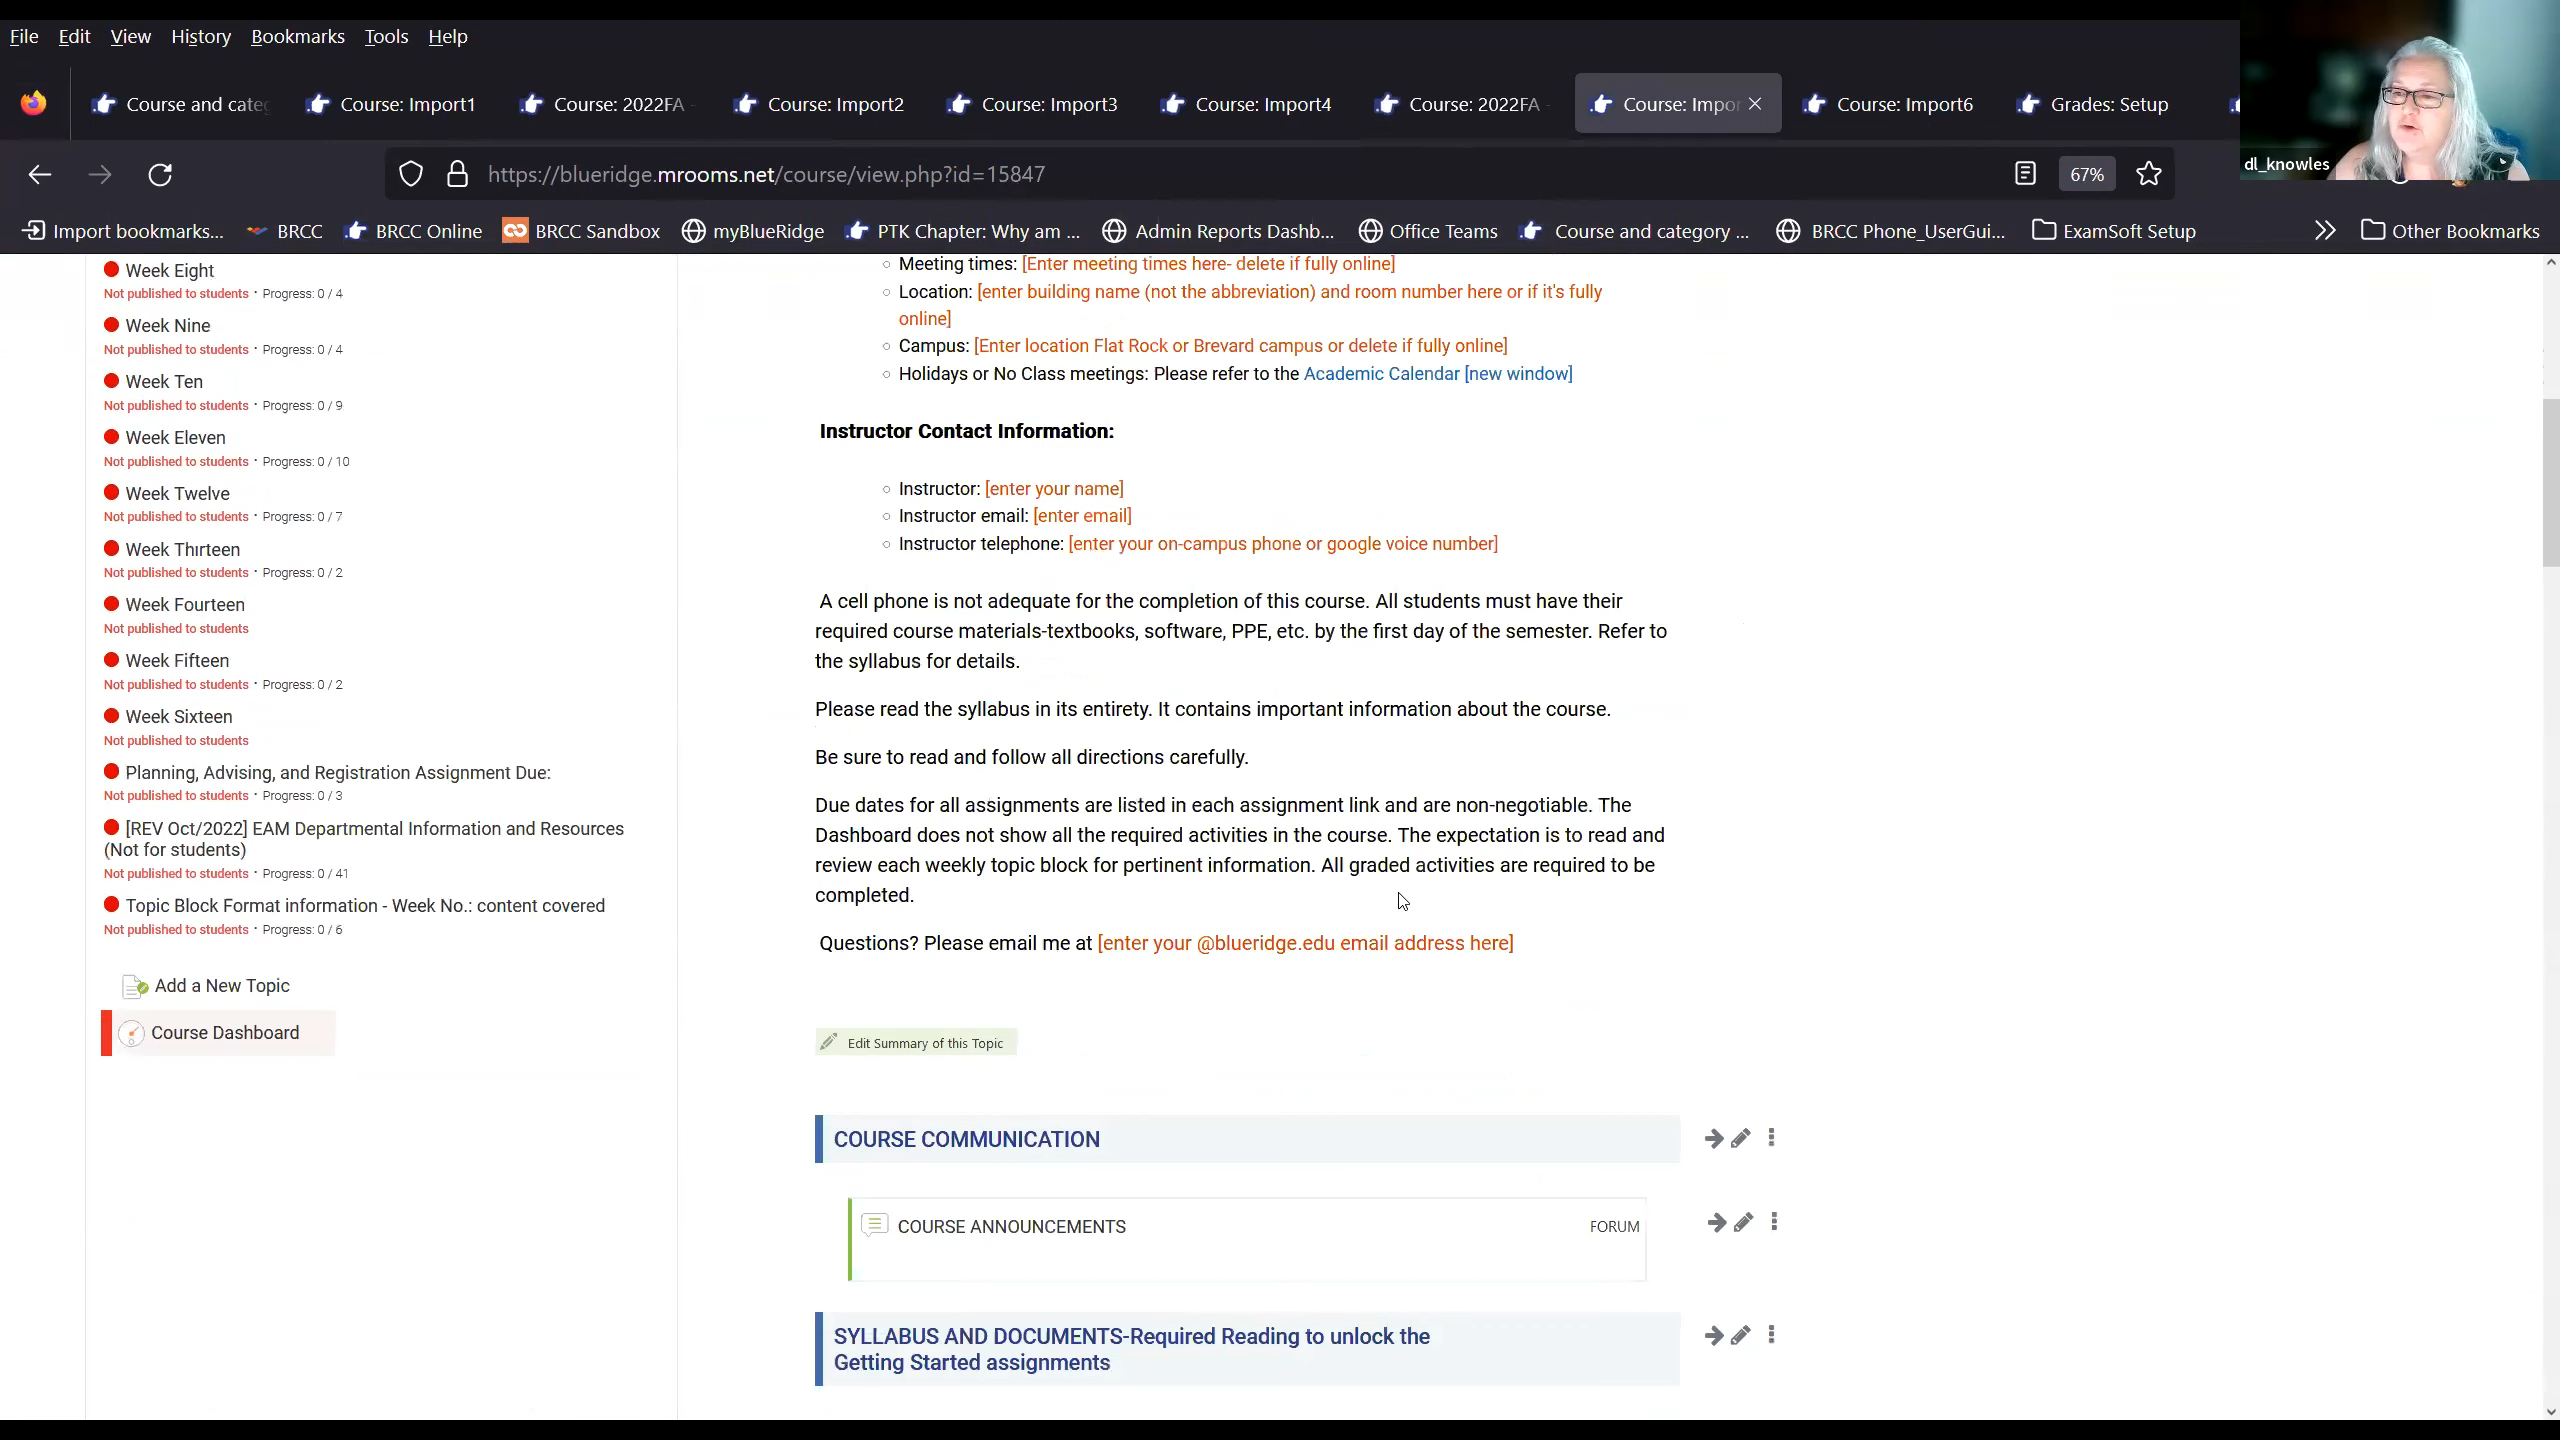 File Edit View History Bookmarks Tools Help
Course and cate
Course: Import1
Course: 2022FA -
Course: Import2
Course: Import3
Course: Import4
Course: 2022FA -
Course: Impor
Course: Import6
Grades: Setup
https://blueridge.mrooms.net/course/view.php?id=15847
67%
dl_knowles
Import bookmarks...
BRCC
BRCC Online
BRCC Sandbox
myBlueRidge
PTK Chapter: Why am ...
Admin Reports Dashb...
Office Teams
Course and category ...
BRCC Phone_UserGui...
ExamSoft Setup
Other Bookmarks
Week Eight
Not published to students · Progress: 0 / 4
Week Nine
Not published to students · Progress: 0 / 4
Week Ten
Not published to students · Progress: 0 / 9
Week Eleven
Not published to students · Progress: 0 / 10
Week Twelve
Not published to students · Progress: 0 / 7
Week Thirteen
Not published to students · Progress: 0 / 2
Week Fourteen
Not published to students
Week Fifteen
Not published to students · Progress: 0 / 2
Week Sixteen
Not published to students
Planning, Advising, and Registration Assignment Due:
Not published to students · Progress: 0 / 3
[REV Oct/2022] EAM Departmental Information and Resources
(Not for students)
Not published to students · Progress: 0 / 41
Topic Block Format information - Week No.: content covered
Not published to students · Progress: 0 / 6
Add a New Topic
Course Dashboard
Meeting times: [Enter meeting times here- delete if fully online]
Location: [enter building name (not the abbreviation) and room number here or if it's fully
online]
Campus: [Enter location Flat Rock or Brevard campus or delete if fully online]
Holidays or No Class meetings: Please refer to the Academic Calendar [new window]
Instructor Contact Information:
Instructor: [enter your name]
Instructor email: [enter email]
Instructor telephone: [enter your on-campus phone or google voice number]
A cell phone is not adequate for the completion of this course. All students must have their
required course materials-textbooks, software, PPE, etc. by the first day of the semester. Refer to
the syllabus for details.
Please read the syllabus in its entirety. It contains important information about the course.
Be sure to read and follow all directions carefully.
Due dates for all assignments are listed in each assignment link and are non-negotiable. The
Dashboard does not show all the required activities in the course. The expectation is to read and
review each weekly topic block for pertinent information. All graded activities are required to be
completed.
Questions? Please email me at [enter your @blueridge.edu email address here]
Edit Summary of this Topic
COURSE COMMUNICATION
COURSE ANNOUNCEMENTS
FORUM
SYLLABUS AND DOCUMENTS-Required Reading to unlock the
Getting Started assignments